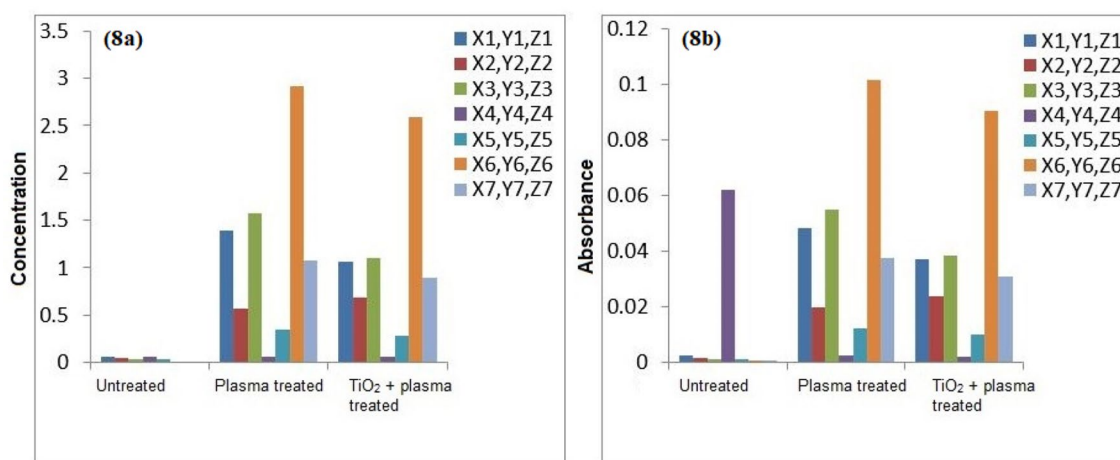 (8a)
Concentration
3.5
3
2.5
2
1.5
1
0.5
0
Untreated
Plasma treated
TiO₂ + plasma
treated
X1,Y1,Z1
X2,Y2,Z2
X3,Y3,Z3
X4,Y4,Z4
X5,Y5,Z5
X6,Y6,Z6
X7,Y7,Z7
(8b)
Absorbance
0.12
0.1
0.08
0.06
0.04
0.02
0
Untreated
Plasma treated
TiO₂ + plasma
treated
X1,Y1,Z1
X2,Y2,Z2
X3,Y3,Z3
X4,Y4,Z4
X5,Y5,Z5
X6,Y6,Z6
X7,Y7,Z7